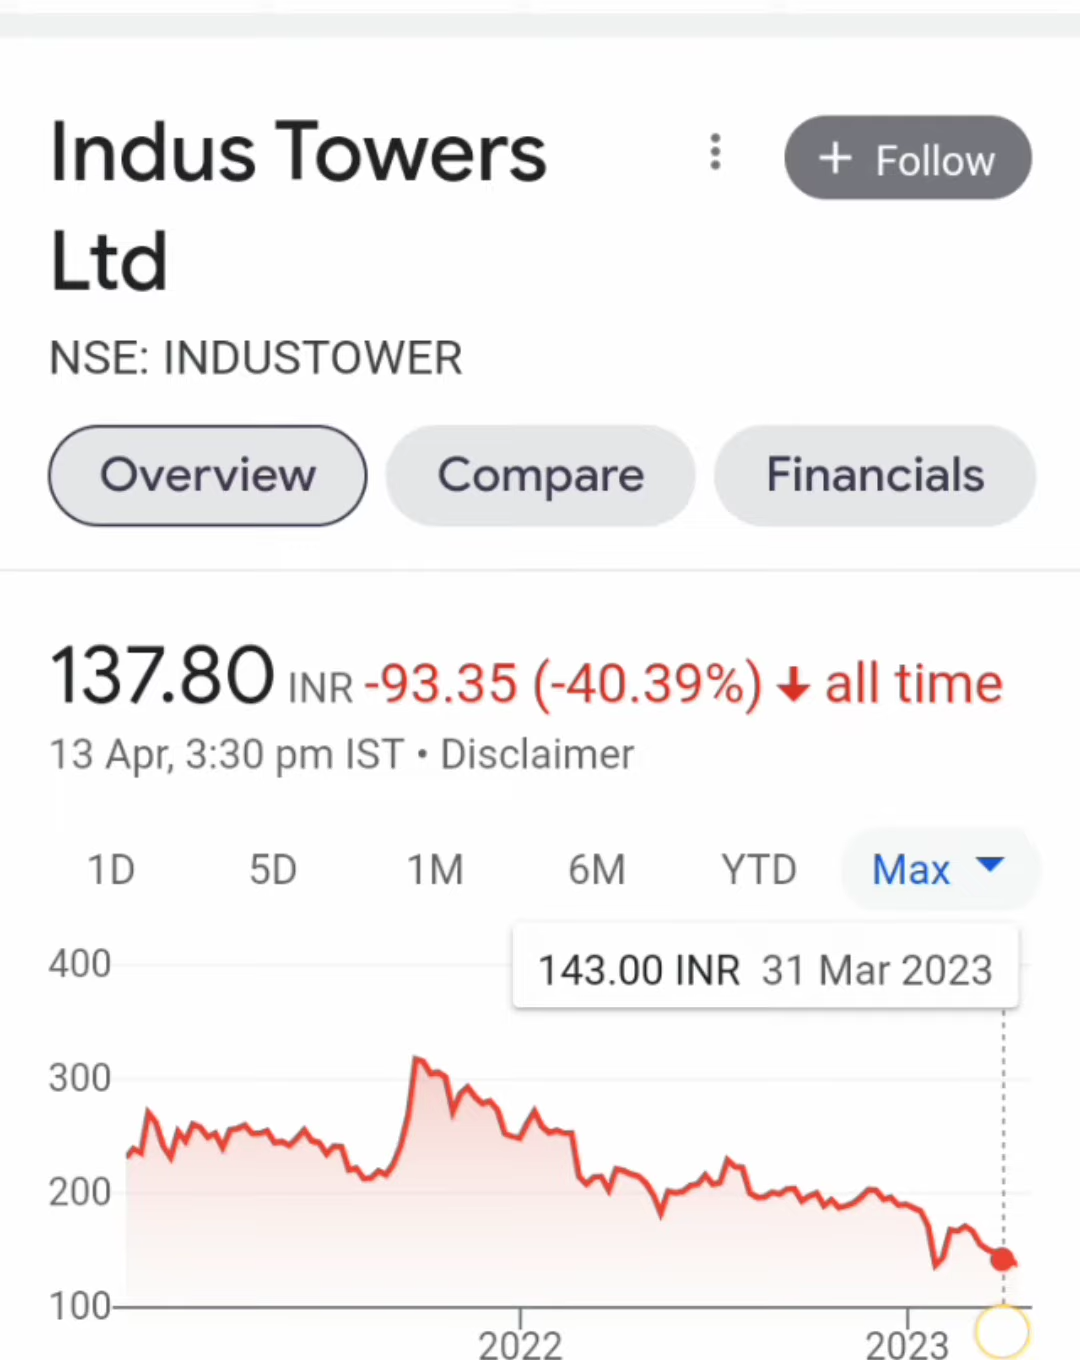 Indus Towers
Ltd
+ Follow
NSE: INDUSTOWER
Overview Compare Financials
137.80 INR -93.35 (-40.39%) ↓ all time
13 Apr, 3:30 pm IST • Disclaimer
1D 5D 1M 6M YTD Max
143.00 INR 31 Mar 2023
400
300
200
100
2022 2023